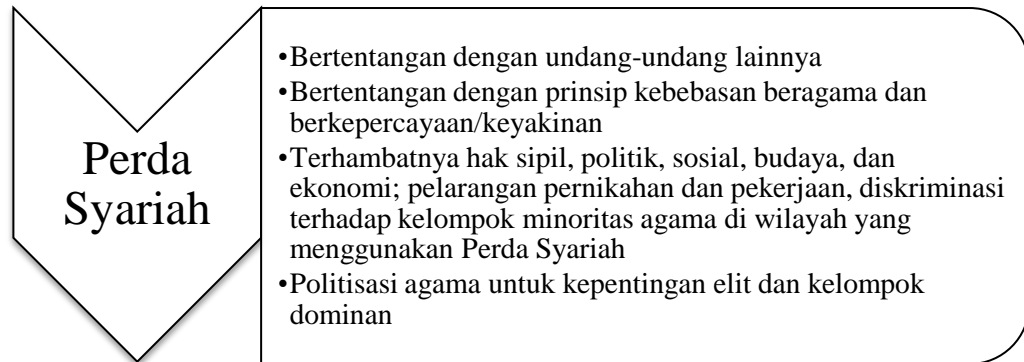 Perda
Syariah
•Bertentangan dengan undang-undang lainnya
•Bertentangan dengan prinsip kebebasan beragama dan
berkepercayaan/keyakinan
•Terhambatnya hak sipil, politik, sosial, budaya, dan
ekonomi; pelarangan pernikahan dan pekerjaan, diskriminasi
terhadap kelompok minoritas agama di wilayah yang
menggunakan Perda Syariah
•Politisasi agama untuk kepentingan elit dan kelompok
dominan